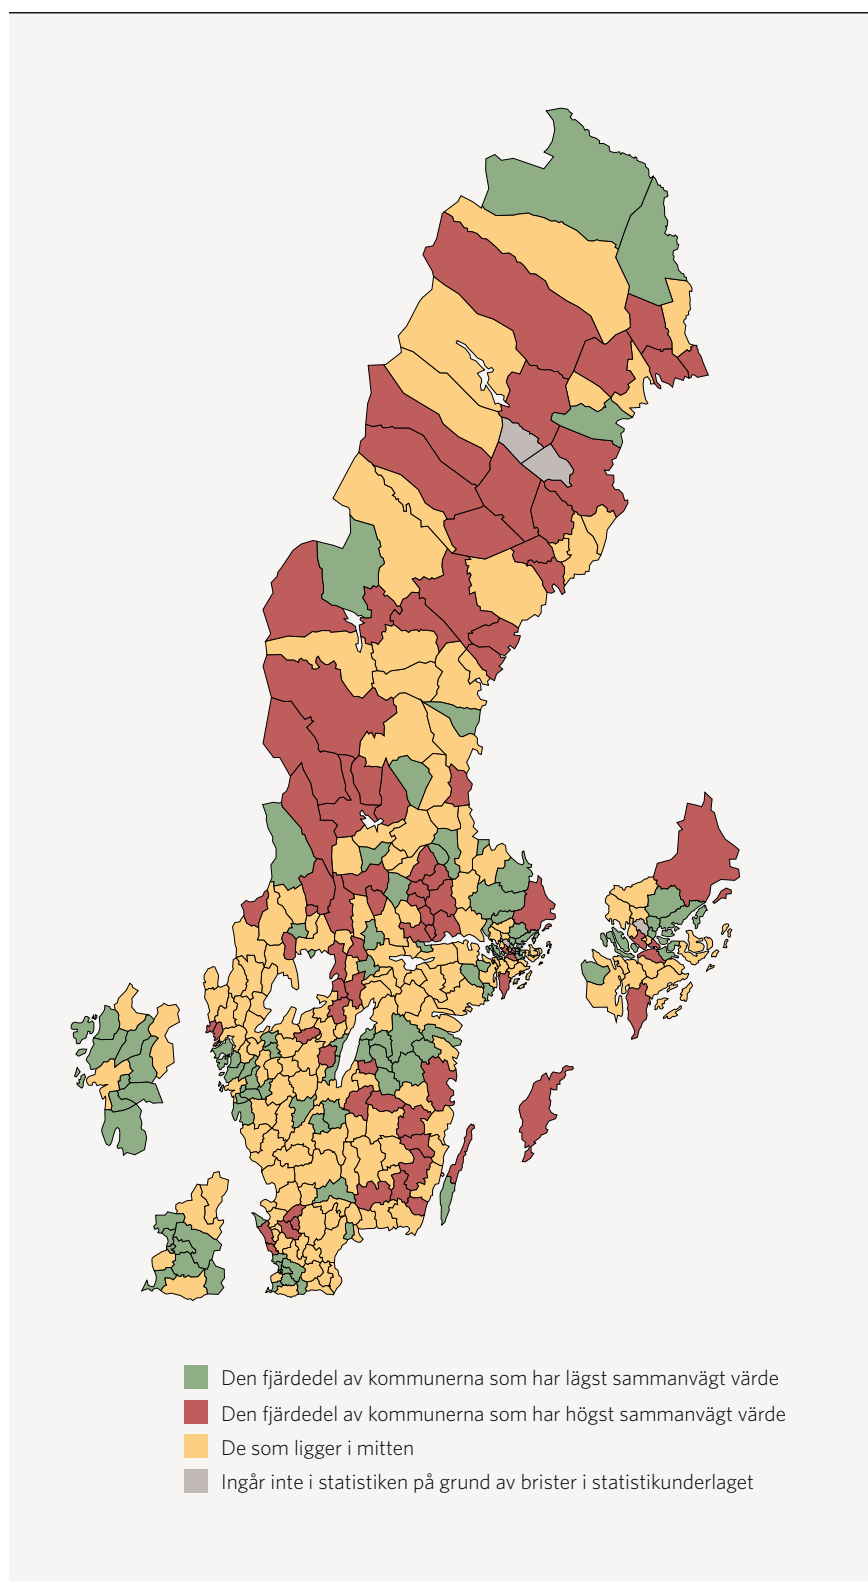 Den fjärdedel av kommunerna som har lägst sammanvägt värde
Den fjärdedel av kommunerna som har högst sammanvägt värde
De som ligger i mitten
Ingår inte i statistiken på grund av brister i statistikunderlaget